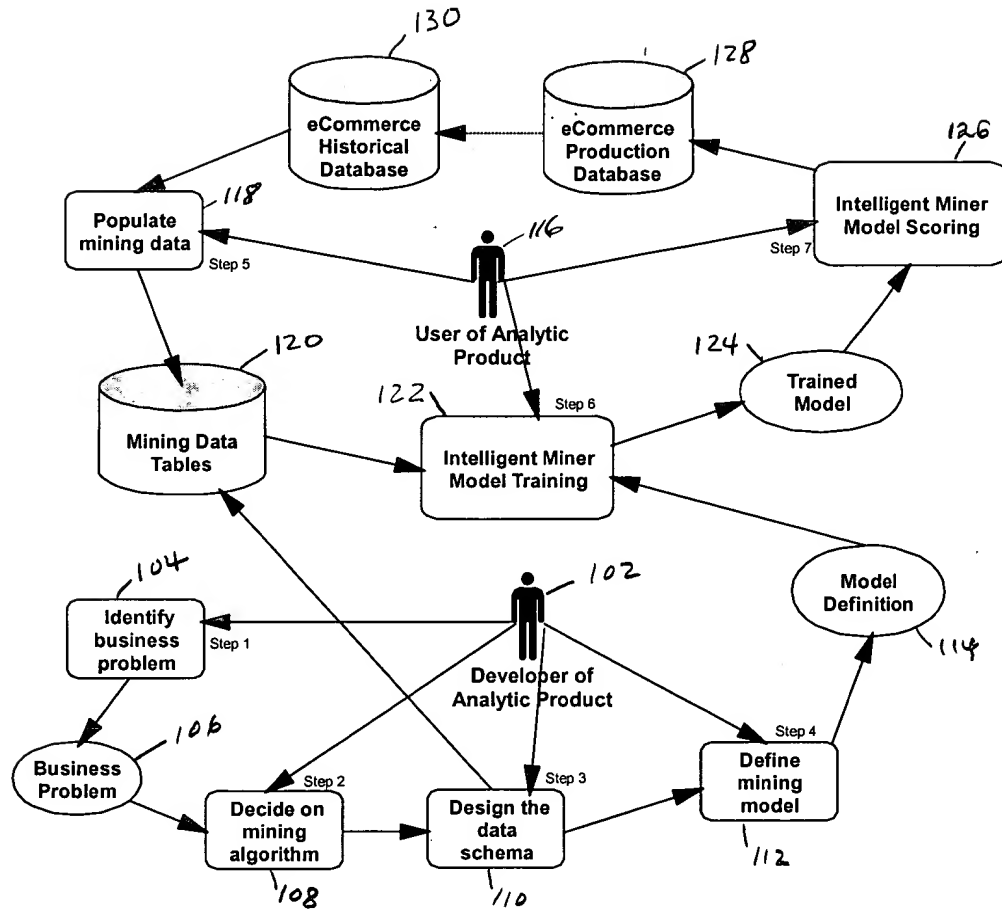 130
128
126
eCommerce
Historical
Database
eCommerce
Production
Database
Intelligent Miner
Model Scoring
118
Populate
mining data
Step 5
116
Step 7
User of Analytic
Product
120
124
Trained
Model
122
Step 6
Mining Data
Tables
Intelligent Miner
Model Training
104
102
Model
Definition
114
Identify
business
problem
Step 1
Developer of
Analytic Product
106
Business
Problem
Step 2
Decide on
mining
algorithm
108
Step 3
Design the
data
schema
110
Step 4
Define
mining
model
112